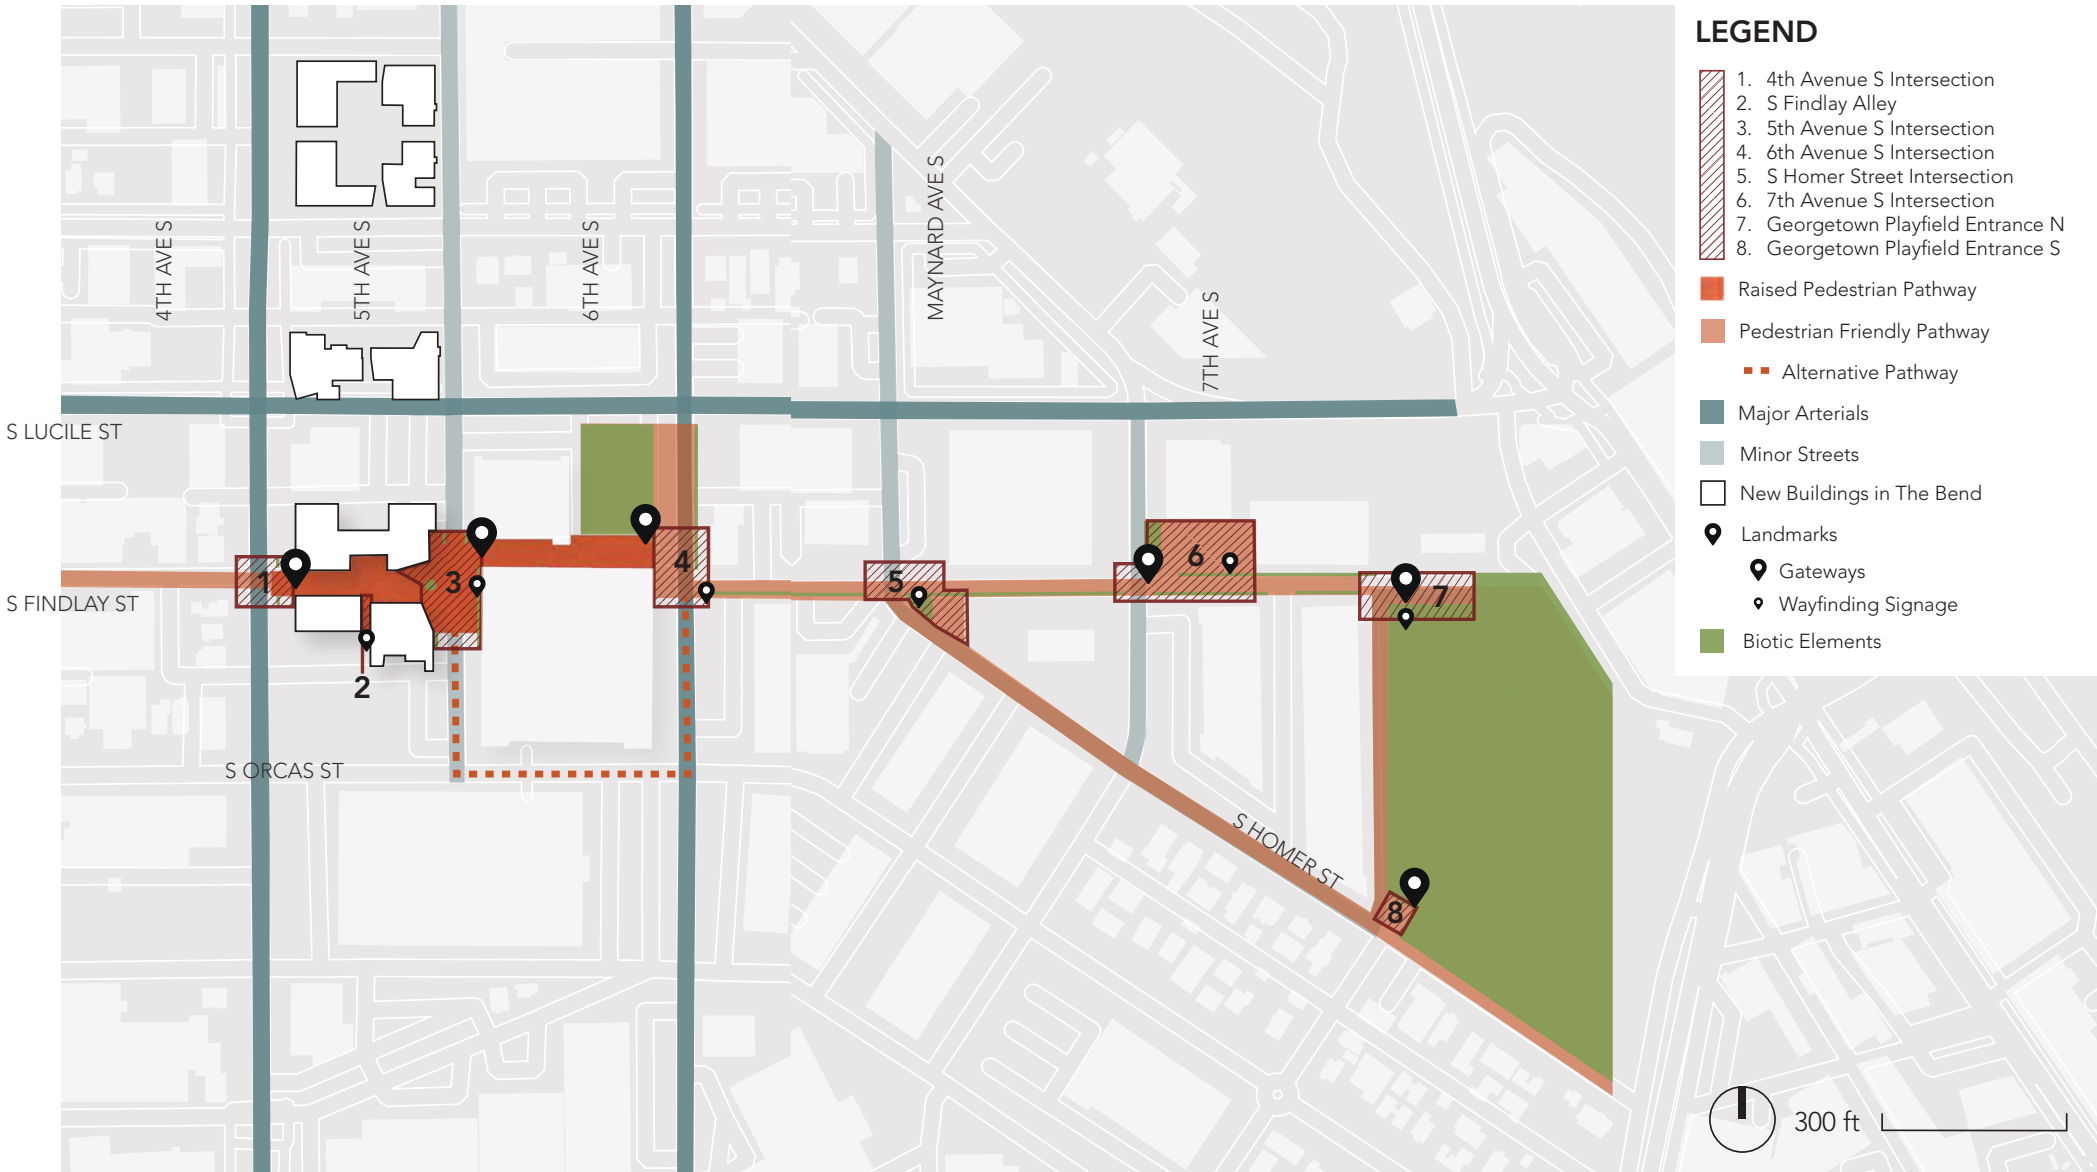 LEGEND
1. 4th Avenue S Intersection
2. S Findlay Alley
3. 5th Avenue S Intersection
4. 6th Avenue S Intersection
5. S Homer Street Intersection
6. 7th Avenue S Intersection
7. Georgetown Playfield Entrance N
8. Georgetown Playfield Entrance S
Raised Pedestrian Pathway
Pedestrian Friendly Pathway
Alternative Pathway
Major Arterials
Minor Streets
New Buildings in The Bend
Landmarks
Gateways
Wayfinding Signage
Biotic Elements
4TH AVE S
5TH AVE S
6TH AVE S
MAYNARD AVE S
7TH AVE S
S LUCILE ST
S FINDLAY ST
S ORCAS ST
S HOMER ST
1
2
3
4
5
6
7
8
300 ft